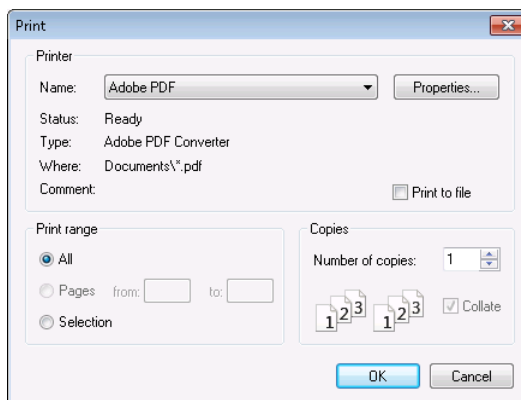 Print
Printer
Name: Adobe PDF Properties...
Status: Ready
Type: Adobe PDF Converter
Where: Documents\*.pdf
Comment: Print to file
Print range
All
Pages from: to:
Selection
Copies
Number of copies: 1
1 2 3 1 2 3 Collate
OK Cancel